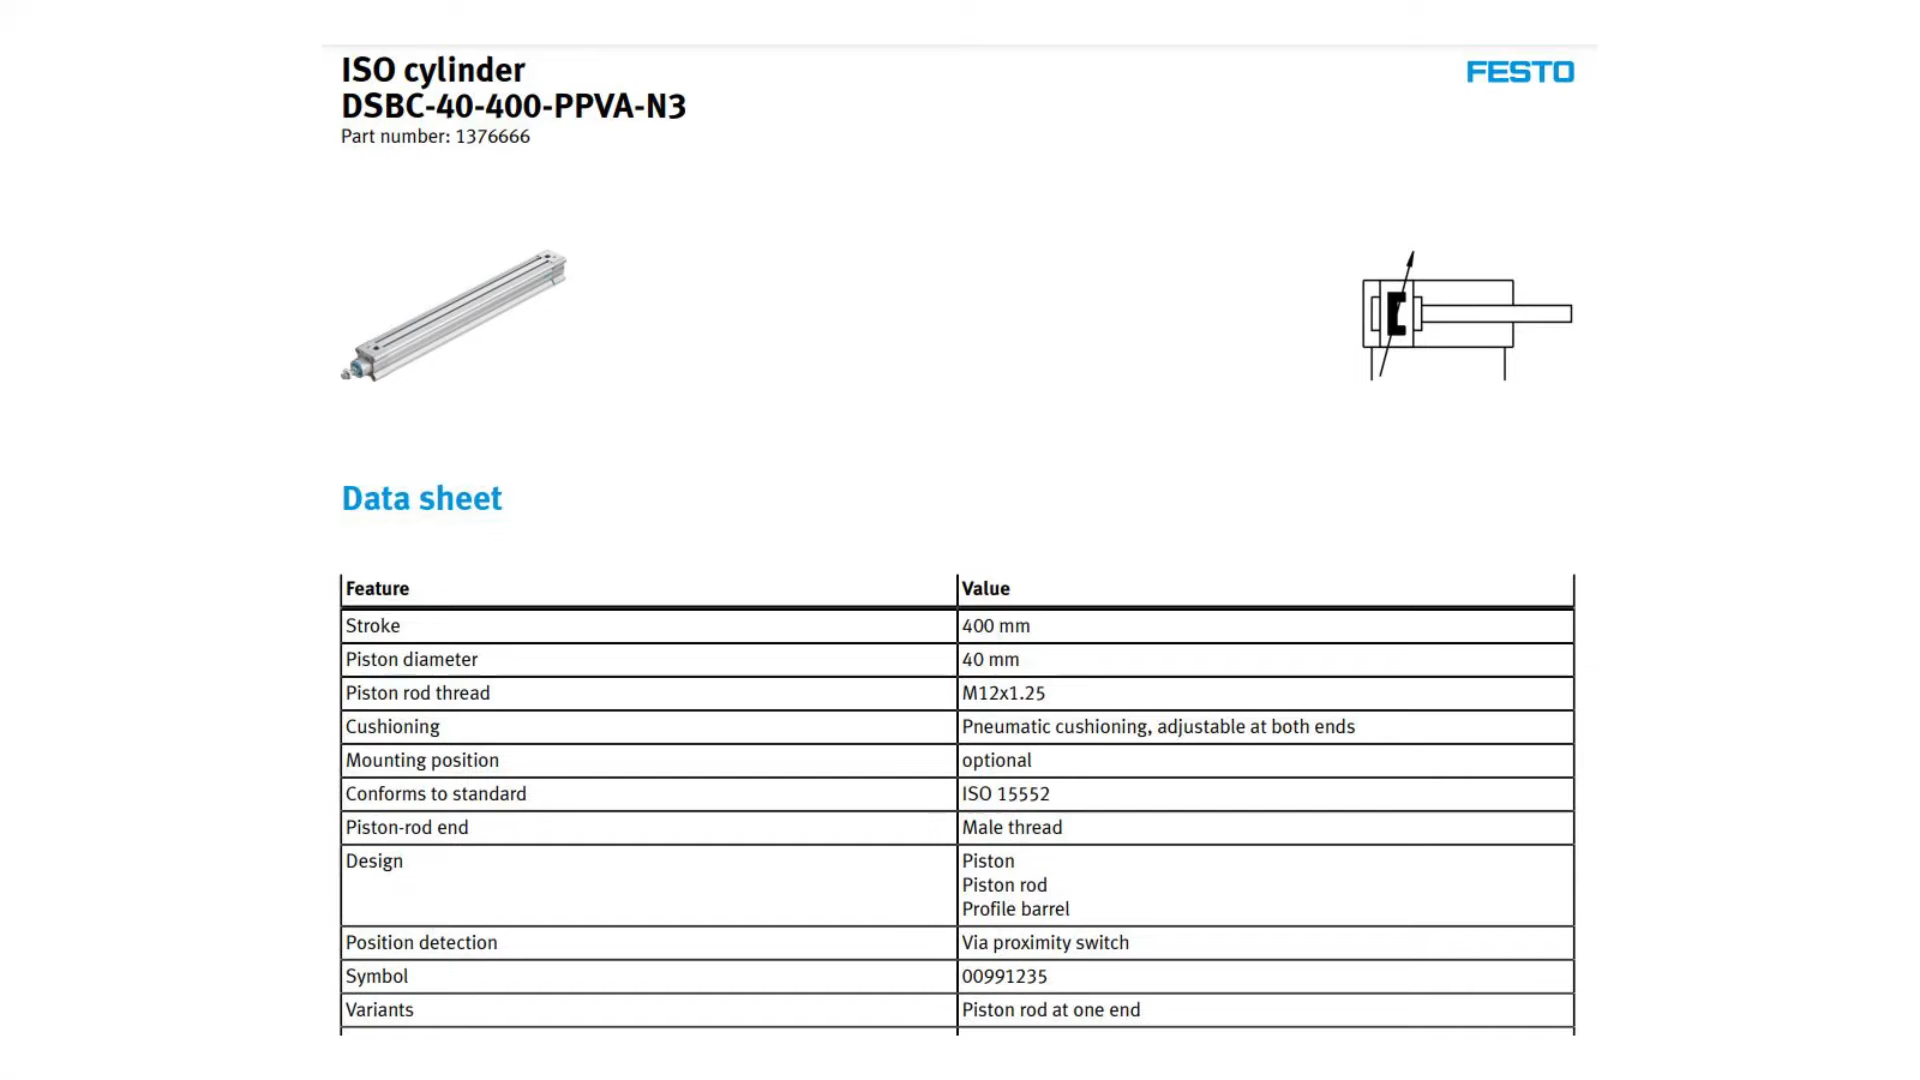 ISO cylinder
DSBC-40-400-PPVA-N3
Part number: 1376666
FESTO
Data sheet
Feature Value
Stroke 400 mm
Piston diameter 40 mm
Piston rod thread M12x1.25
Cushioning Pneumatic cushioning, adjustable at both ends
Mounting position optional
Conforms to standard ISO 15552
Piston-rod end Male thread
Design Piston
Piston rod
Profile barrel
Position detection Via proximity switch
Symbol 00991235
Variants Piston rod at one end